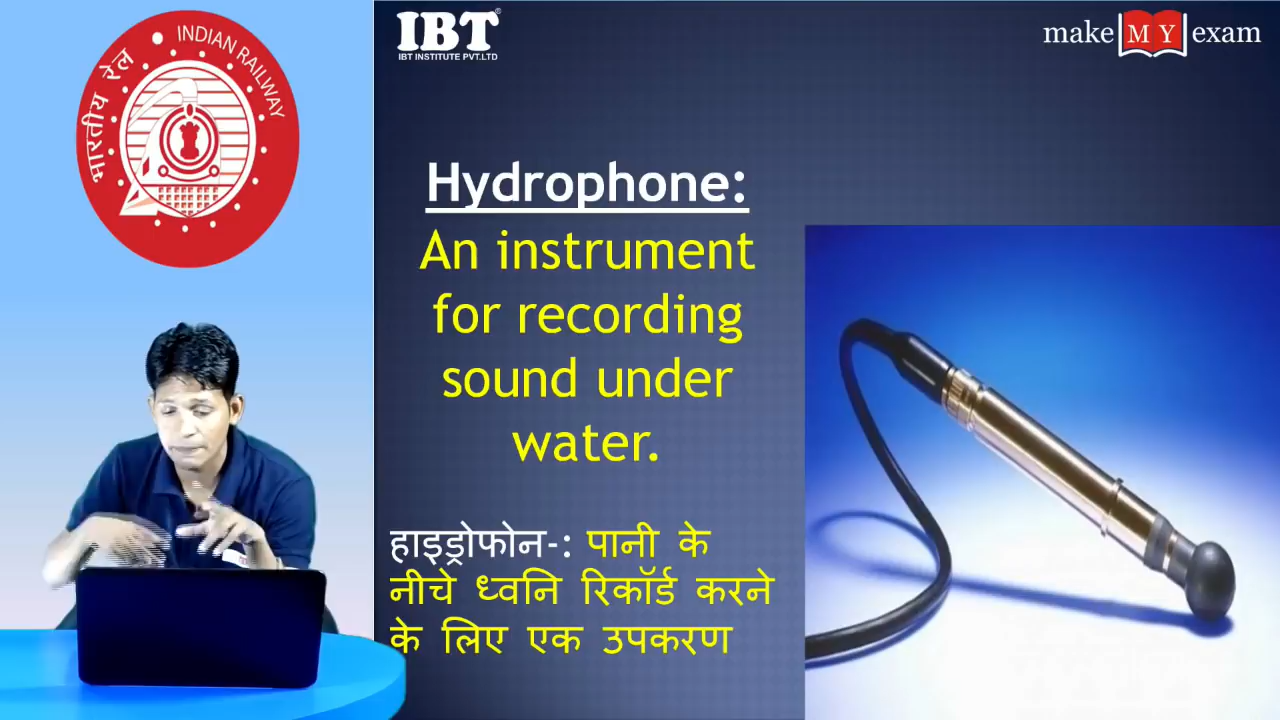 भारतीय रेल
INDIAN RAILWAY
IBT
IBT INSTITUTE PVT.LTD
make MY exam
Hydrophone:
An instrument
for recording
sound under
water.
हाइड्रोफोन-: पानी के
नीचे ध्वनि रिकॉर्ड करने
के लिए एक उपकरण